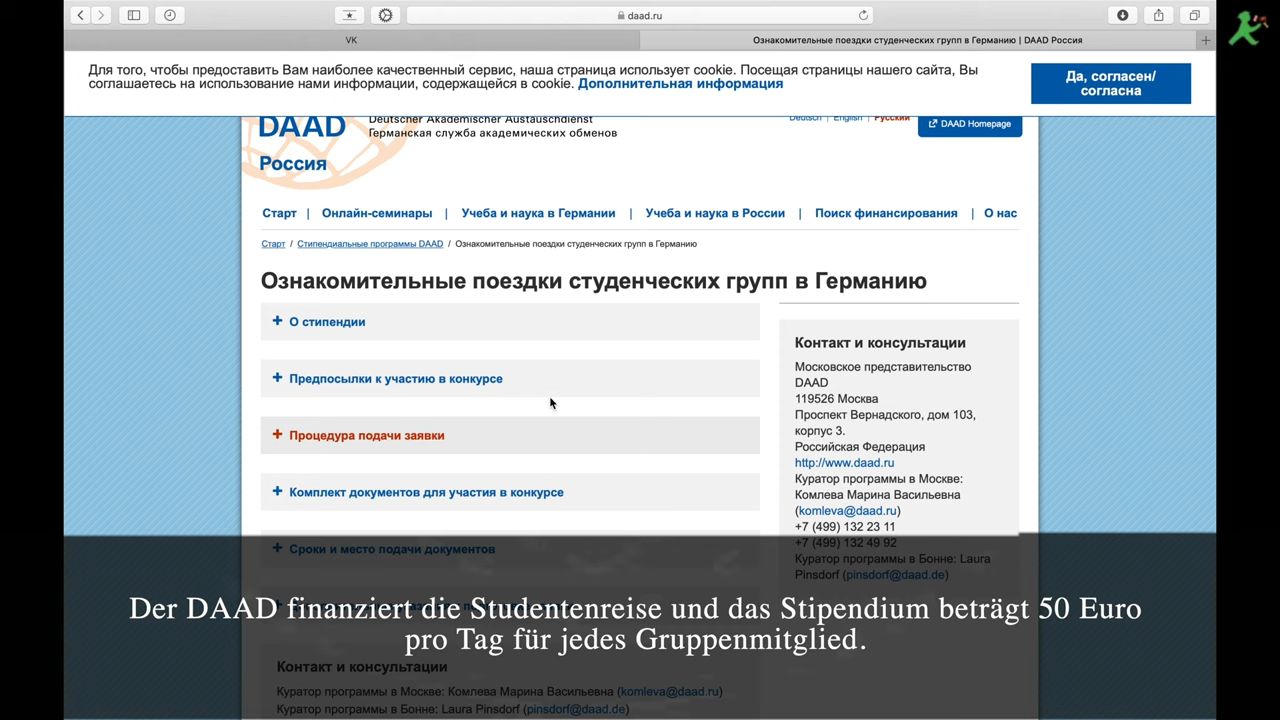 daad.ru
VK
Ознакомительные поездки студенческих групп в Германию | DAAD Россия
Для того, чтобы предоставить Вам наиболее качественный сервис, наша страница использует cookie. Посещая страницы нашего сайта, Вы
соглашаетесь на использование нами информации, содержащейся в cookie. Дополнительная информация
Да, согласен/
согласна
DAAD
Deutscher Akademischer Austauschdienst
Германская служба академических обменов
Россия
Deutsch | English | Русский
DAAD Homepage
Старт | Онлайн-семинары | Учеба и наука в Германии | Учеба и наука в России | Поиск финансирования | О нас
Старт / Стипендиальные программы DAAD / Ознакомительные поездки студенческих групп в Германию
Ознакомительные поездки студенческих групп в Германию
+ О стипендии
+ Предпосылки к участию в конкурсе
+ Процедура подачи заявки
+ Комплект документов для участия в конкурсе
+ Сроки и место подачи документов
Контакт и консультации
Московское представительство
DAAD
119526 Москва
Проспект Вернадского, дом 103,
корпус 3.
Российская Федерация
http://www.daad.ru
Куратор программы в Москве:
Комлева Марина Васильевна
(komleva@daad.ru)
+7 (499) 132 23 11
+7 (499) 132 49 92
Куратор программы в Бонне: Laura
Pinsdorf (pinsdorf@daad.de)
Der DAAD finanziert die Studentenreise und das Stipendium beträgt 50 Euro
pro Tag für jedes Gruppenmitglied.
Контакт и консультации
Куратор программы в Москве: Комлева Марина Васильевна (komleva@daad.ru)
Куратор программы в Бонне: Laura Pinsdorf (pinsdorf@daad.de)